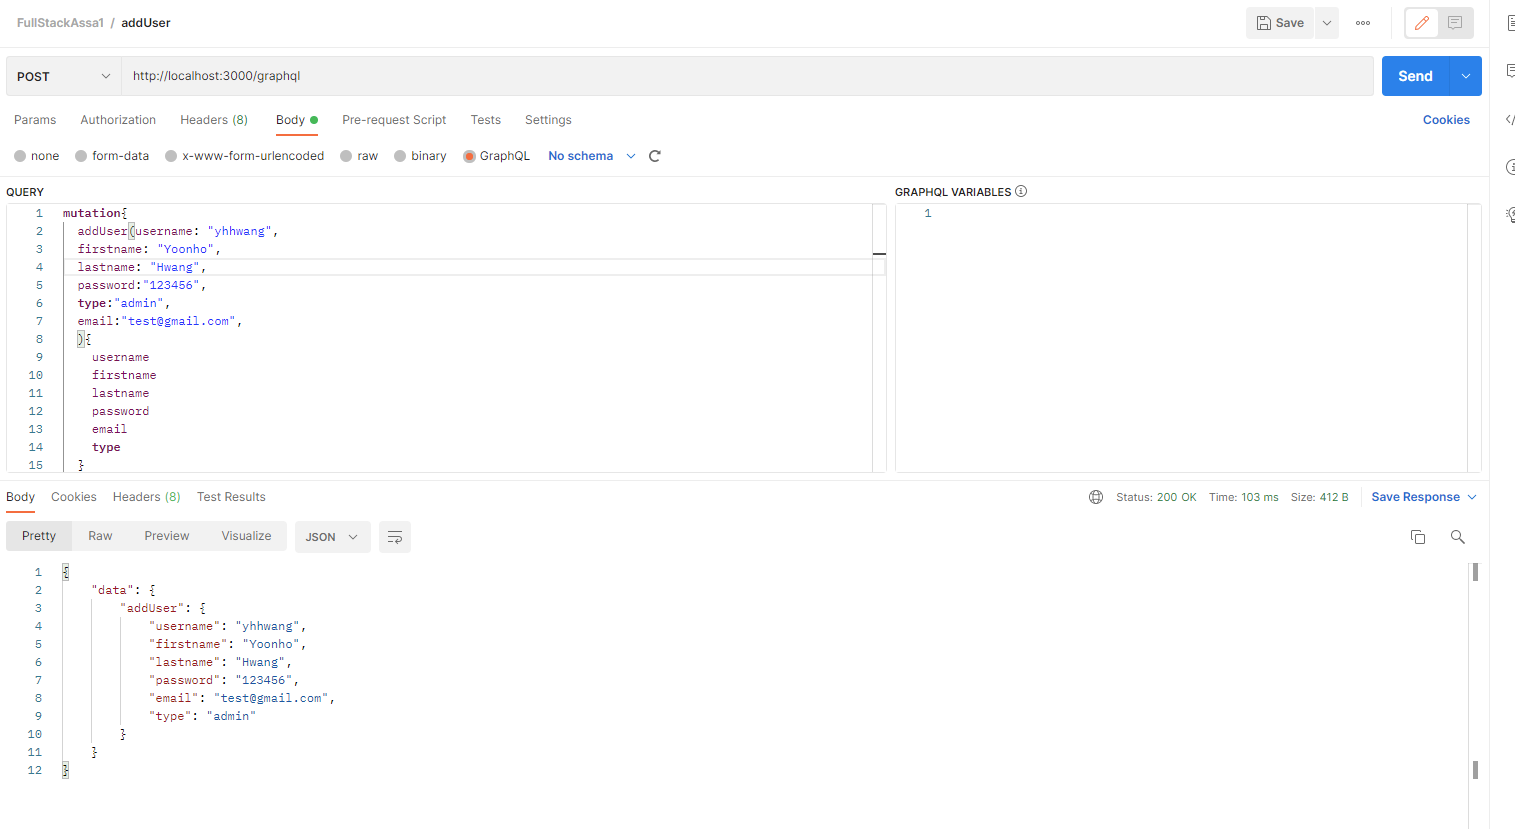 FullStackAssa1 / addUser
Save
POST
http://localhost:3000/graphql
Send
Params Authorization Headers (8) Body Pre-request Script Tests Settings Cookies
none form-data x-www-form-urlencoded raw binary GraphQL No schema
QUERY
1 mutation{
2 addUser(username: "yhhwang",
3 firstname: "Yoonho",
4 lastname: "Hwang",
5 password:"123456",
6 type:"admin",
7 email:"test@gmail.com",
8 ){
9 username
10 firstname
11 lastname
12 password
13 email
14 type
15 }
GRAPHQL VARIABLES
1
Body Cookies Headers (8) Test Results
Status: 200 OK Time: 103 ms Size: 412 B Save Response
Pretty Raw Preview Visualize JSON
1 {
2 "data": {
3 "addUser": {
4 "username": "yhhwang",
5 "firstname": "Yoonho",
6 "lastname": "Hwang",
7 "password": "123456",
8 "email": "test@gmail.com",
9 "type": "admin"
10 }
11 }
12 }